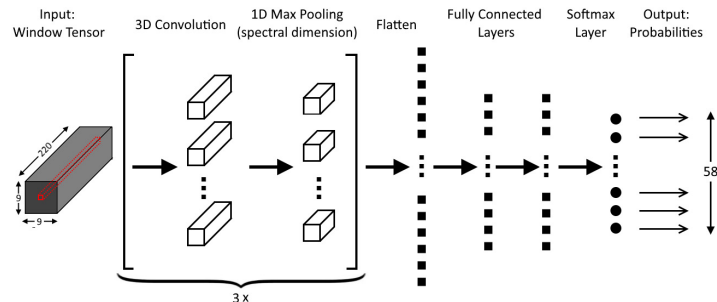 Input:
Window Tensor
3D Convolution
1D Max Pooling
(spectral dimension)
Flatten
Fully Connected
Layers
Softmax
Layer
Output:
Probabilities
220
9
9
58
3 x